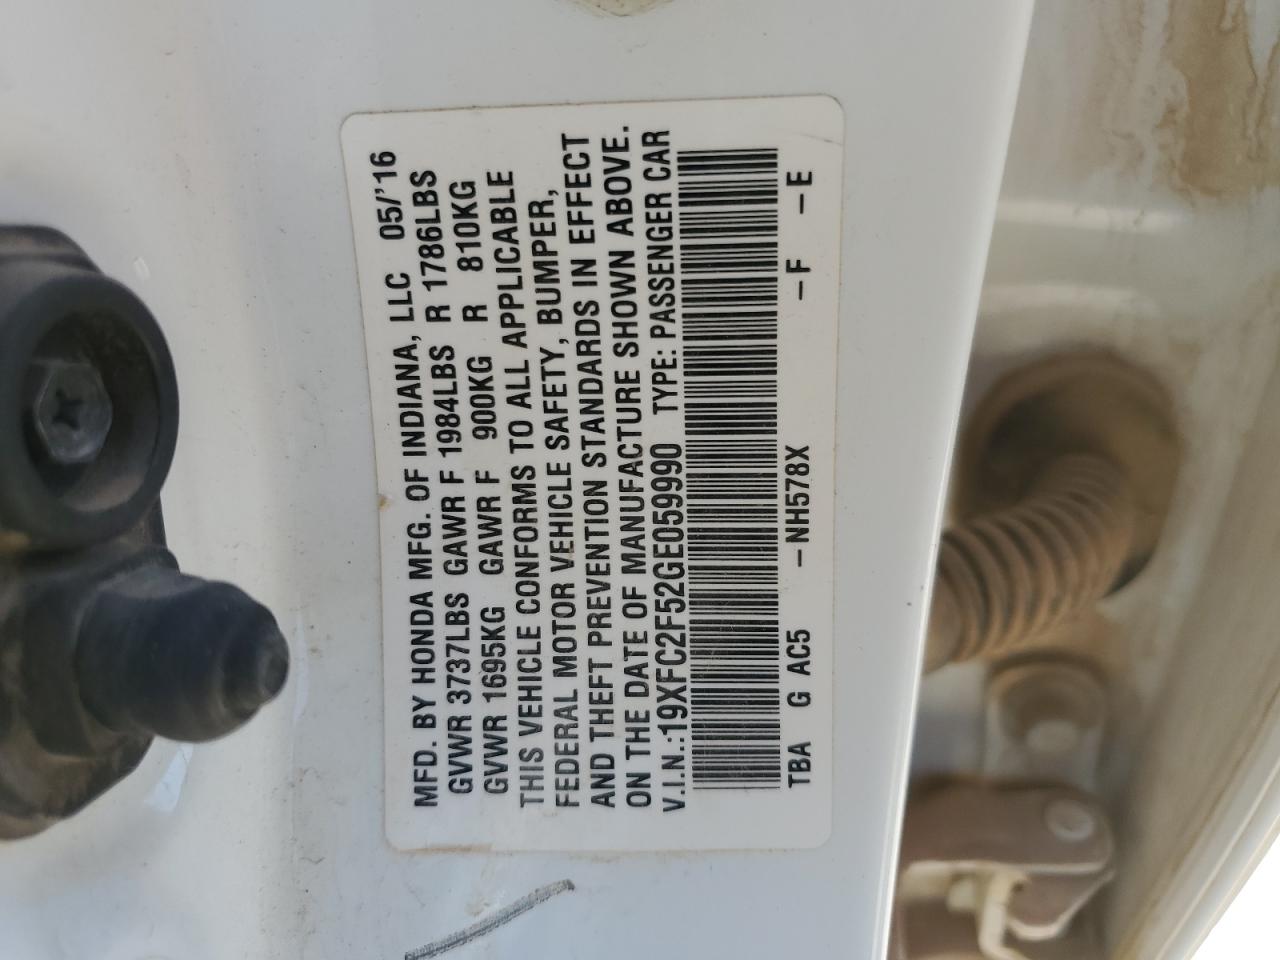 MFD. BY HONDA MFG. OF INDIANA, LLC 05/'16
GVWR 3737LBS GAWR F 1984LBS R 1786LBS
GVWR 1695KG GAWR F 900KG R 810KG
THIS VEHICLE CONFORMS TO ALL APPLICABLE
FEDERAL MOTOR VEHICLE SAFETY, BUMPER,
AND THEFT PREVENTION STANDARDS IN EFFECT
ON THE DATE OF MANUFACTURE SHOWN ABOVE.
V.I.N.:19XFC2F52GE059990 TYPE: PASSENGER CAR
TBA G AC5 –NH578X –F –E